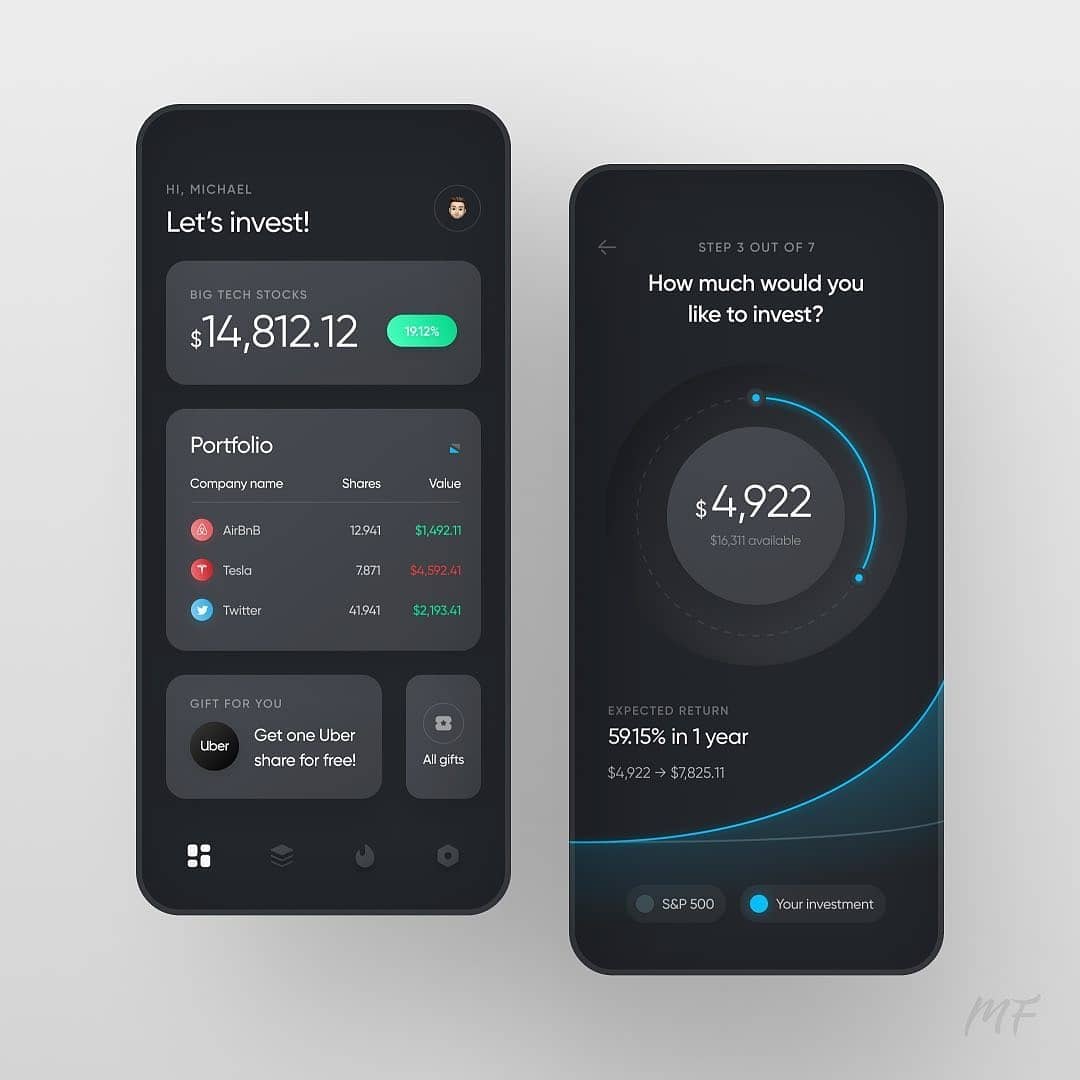 HI, MICHAEL
Let's invest!
BIG TECH STOCKS
$14,812.12
19.12%
Portfolio
Company name Shares Value
AirBnB 12.941 $1,492.11
Tesla 7.871 $4,592.41
Twitter 41.941 $2,193.41
GIFT FOR YOU
Uber
Get one Uber
share for free!
All gifts
STEP 3 OUT OF 7
How much would you
like to invest?
$4,922
$16,311 available
EXPECTED RETURN
59.15% in 1 year
$4,922 → $7,825.11
S&P 500
Your investment
MF